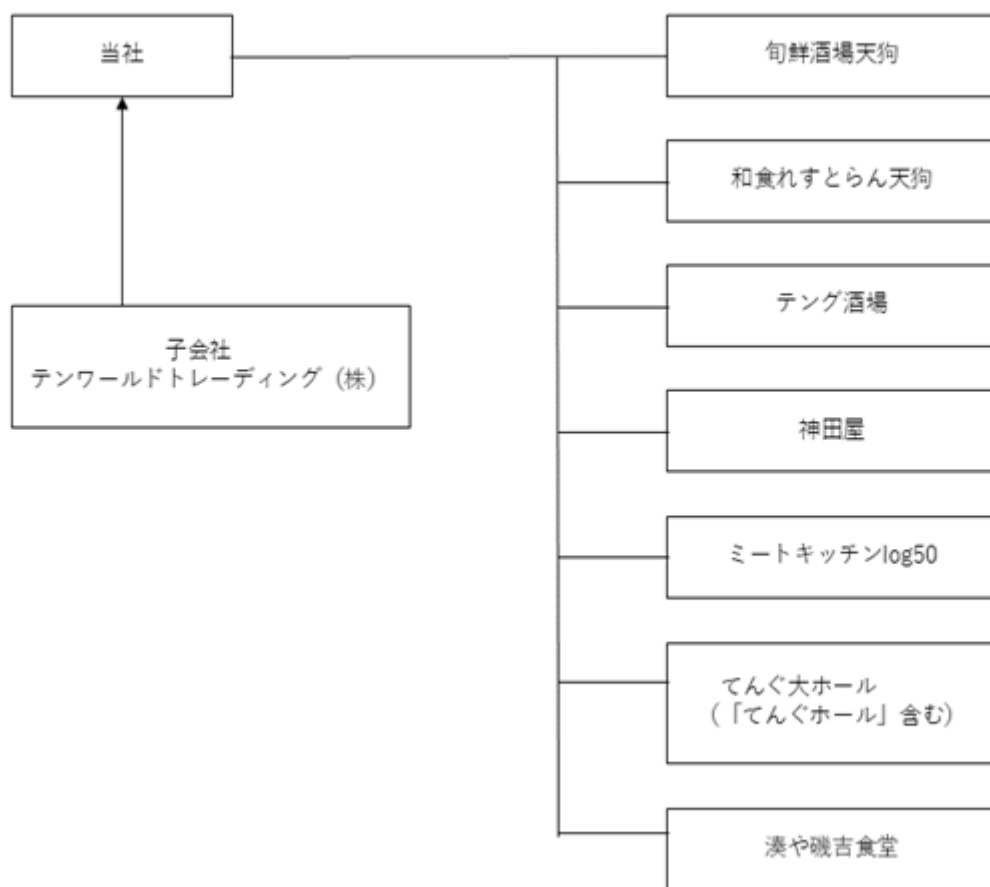 当社
旬鮮酒場天狗
和食れすとらん天狗
テング酒場
子会社
テンワールドトレーディング（株）
神田屋
ミートキッチンlog50
てんぐ大ホール
（「てんぐホール」含む）
湊や磯吉食堂